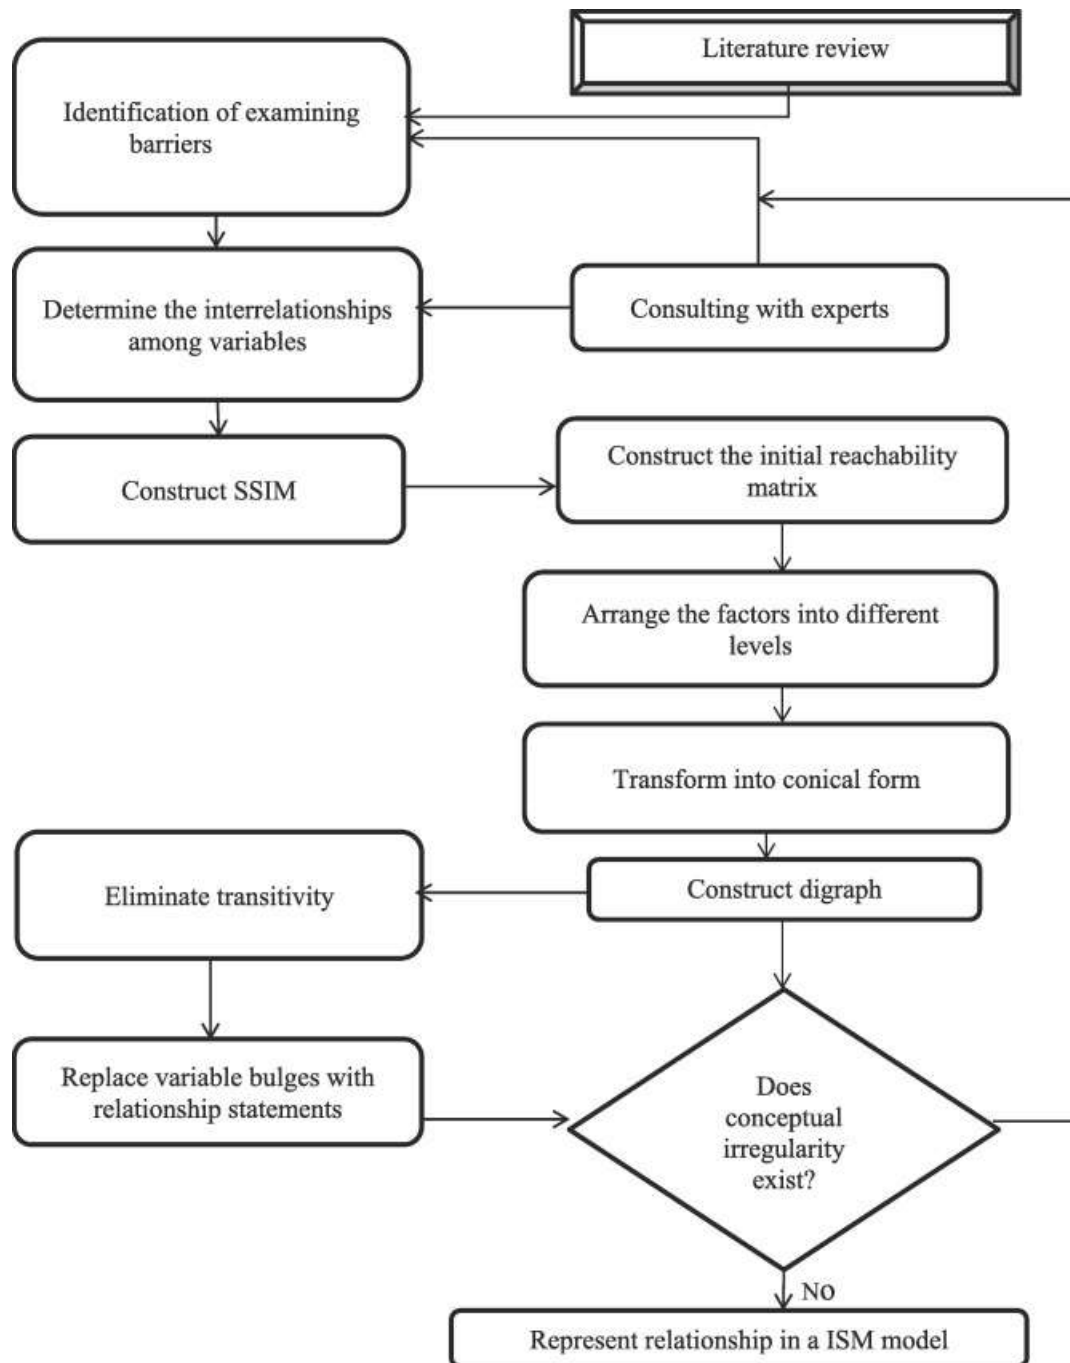 Literature review
Identification of examining
barriers
Determine the interrelationships
among variables
Consulting with experts
Construct SSIM
Construct the initial reachability
matrix
Arrange the factors into different
levels
Transform into conical form
Construct digraph
Eliminate transitivity
Replace variable bulges with
relationship statements
Does
conceptual
irregularity
exist?
NO
Represent relationship in a ISM model